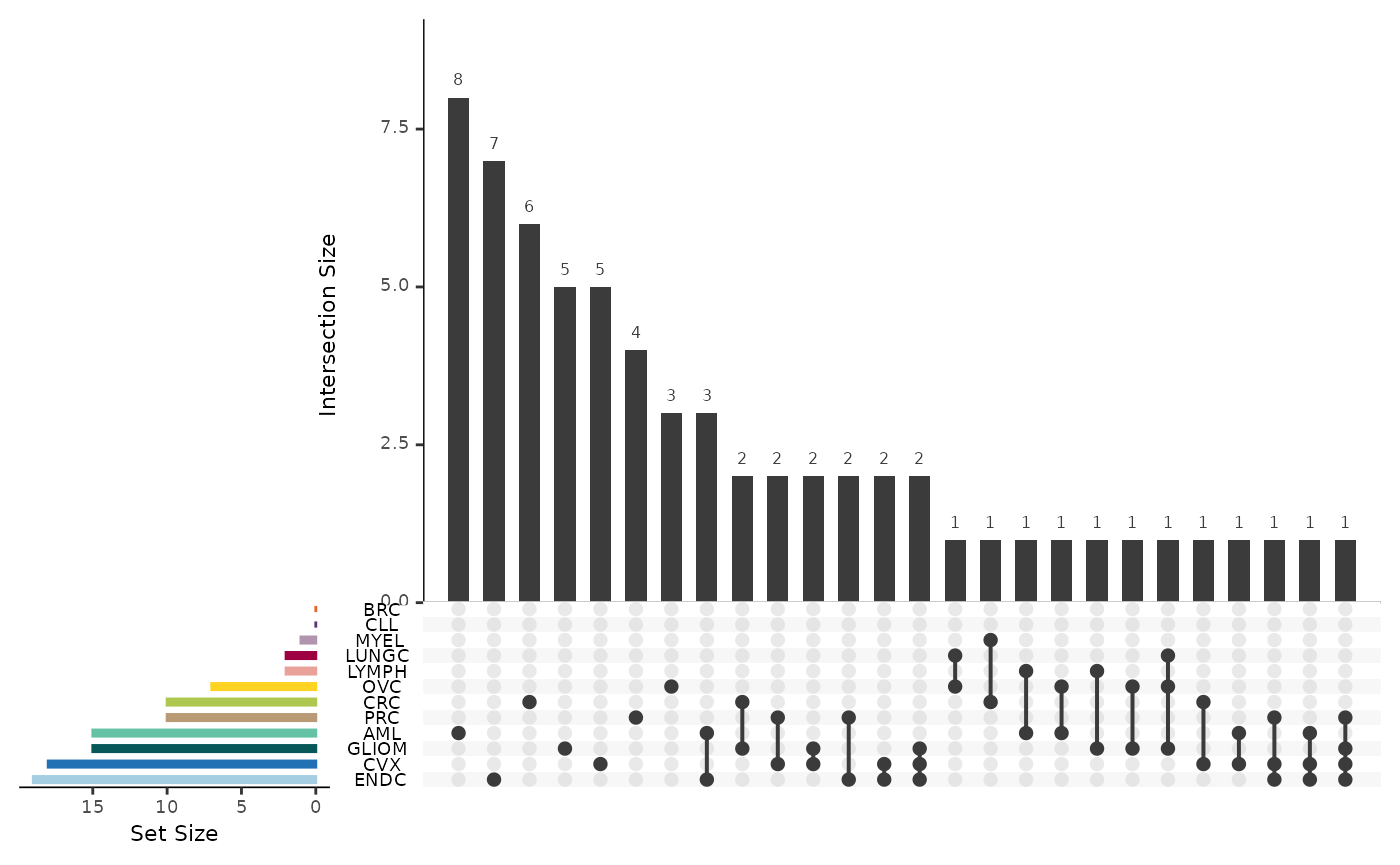 8
7
6
5 5
4
3 3
2 2 2 2 2 2
1 1 1 1 1 1 1 1 1 1 1 1
7.5
5.0
2.5
0.0
Intersection Size
BRC
CLL
MYEL
LUNGC
LYMPH
OVC
CRC
PRC
AML
GLIOM
CVX
ENDC
15 10 5 0
Set Size